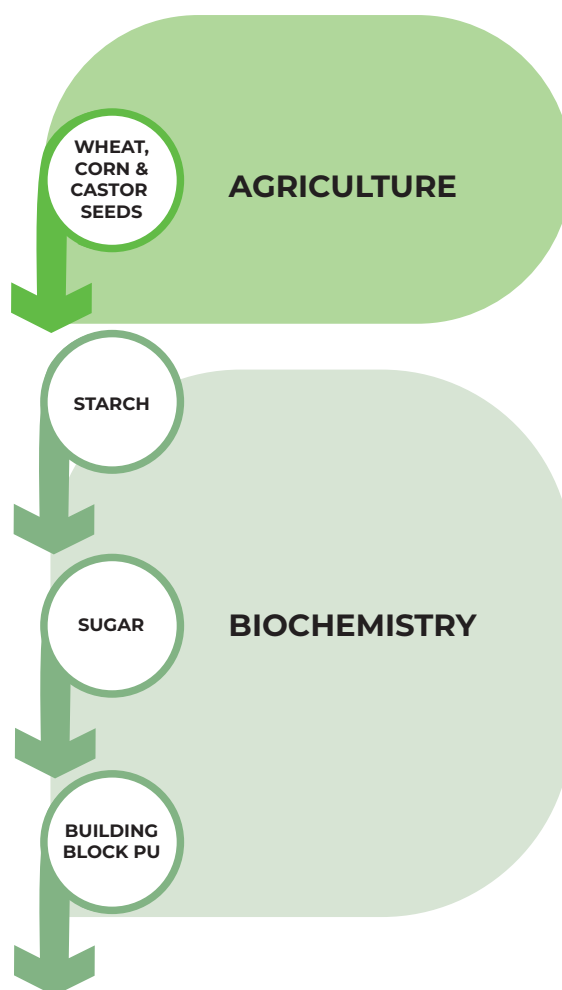 WHEAT,
CORN &
CASTOR
SEEDS
AGRICULTURE
STARCH
SUGAR
BIOCHEMISTRY
BUILDING
BLOCK PU